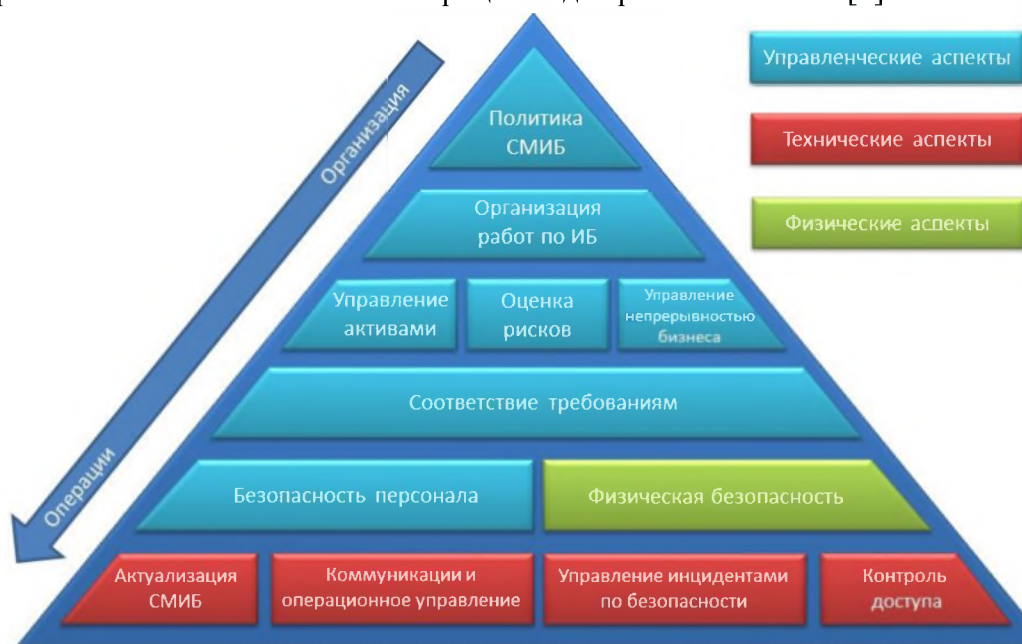 Управленческие аспекты
Технические аспекты
Физические аспекты
Организация
Операции
Политика
СМИБ
Организация
работ по ИБ
Управление
активами
Оценка
рисков
Управление
непрерывностью
бизнеса
Соответствие требованиям
Безопасность персонала
Физическая безопасность
Актуализация
СМИБ
Коммуникации и
операционное управление
Управление инцидентами
по безопасности
Контроль
доступа